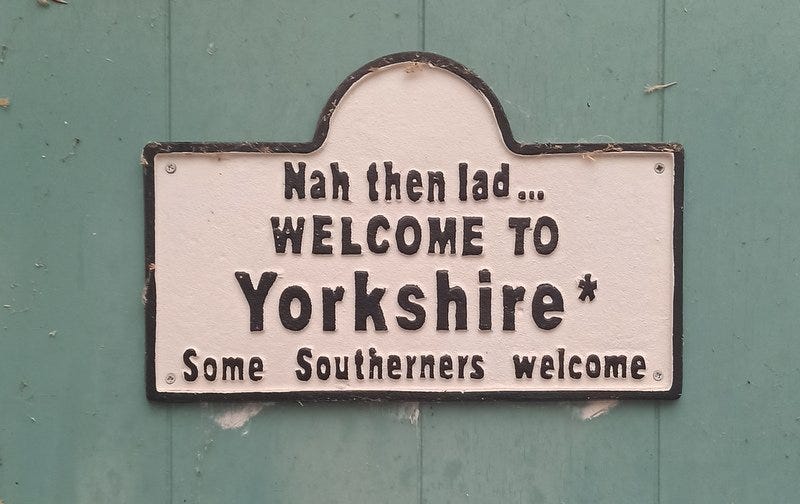 Nah then lad...
WELCOME TO
Yorkshire*
Some Southerners welcome